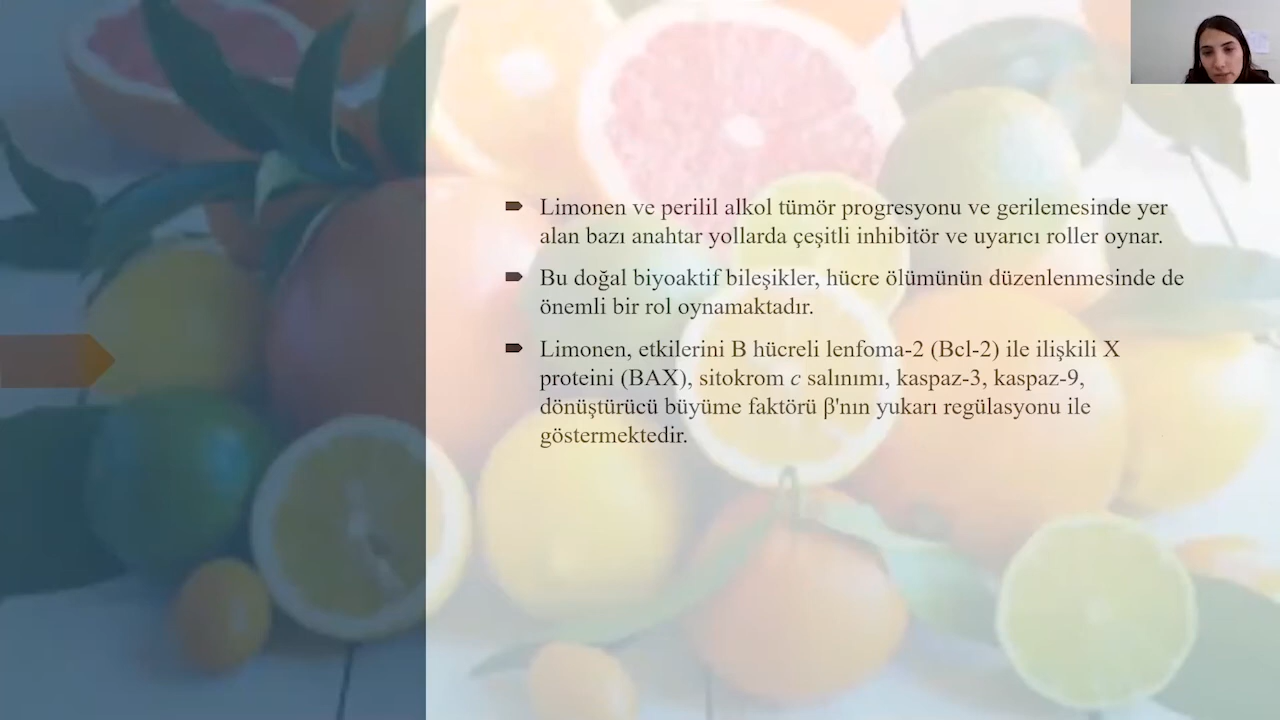 Limonen ve perilil alkol tümör progresyonu ve gerilemesinde yer
alan bazı anahtar yollarda çeşitli inhibitör ve uyarıcı roller oynar.
Bu doğal biyoaktif bileşikler, hücre ölümünün düzenlenmesinde de
önemli bir rol oynamaktadır.
Limonen, etkilerini B hücreli lenfoma-2 (Bcl-2) ile ilişkili X
proteini (BAX), sitokrom c salınımı, kaspaz-3, kaspaz-9,
dönüştürücü büyüme faktörü β'nın yukarı regülasyonu ile
göstermektedir.